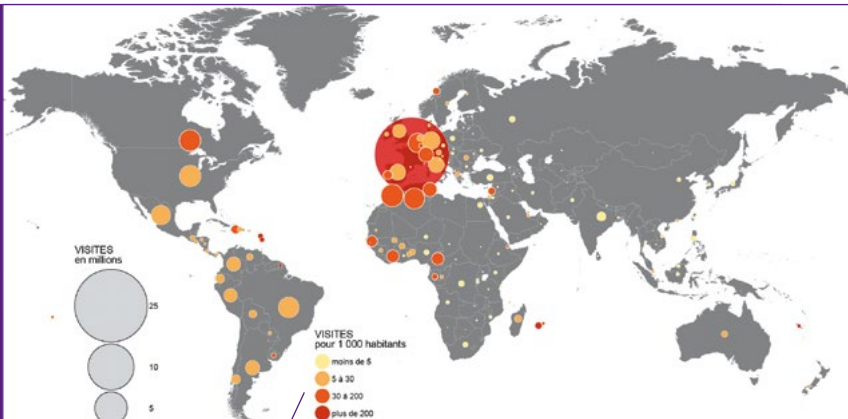 VISITES
en millions
25
10
5
VISITES
pour 1 000 habitants
moins de 5
5 à 30
30 à 200
plus de 200